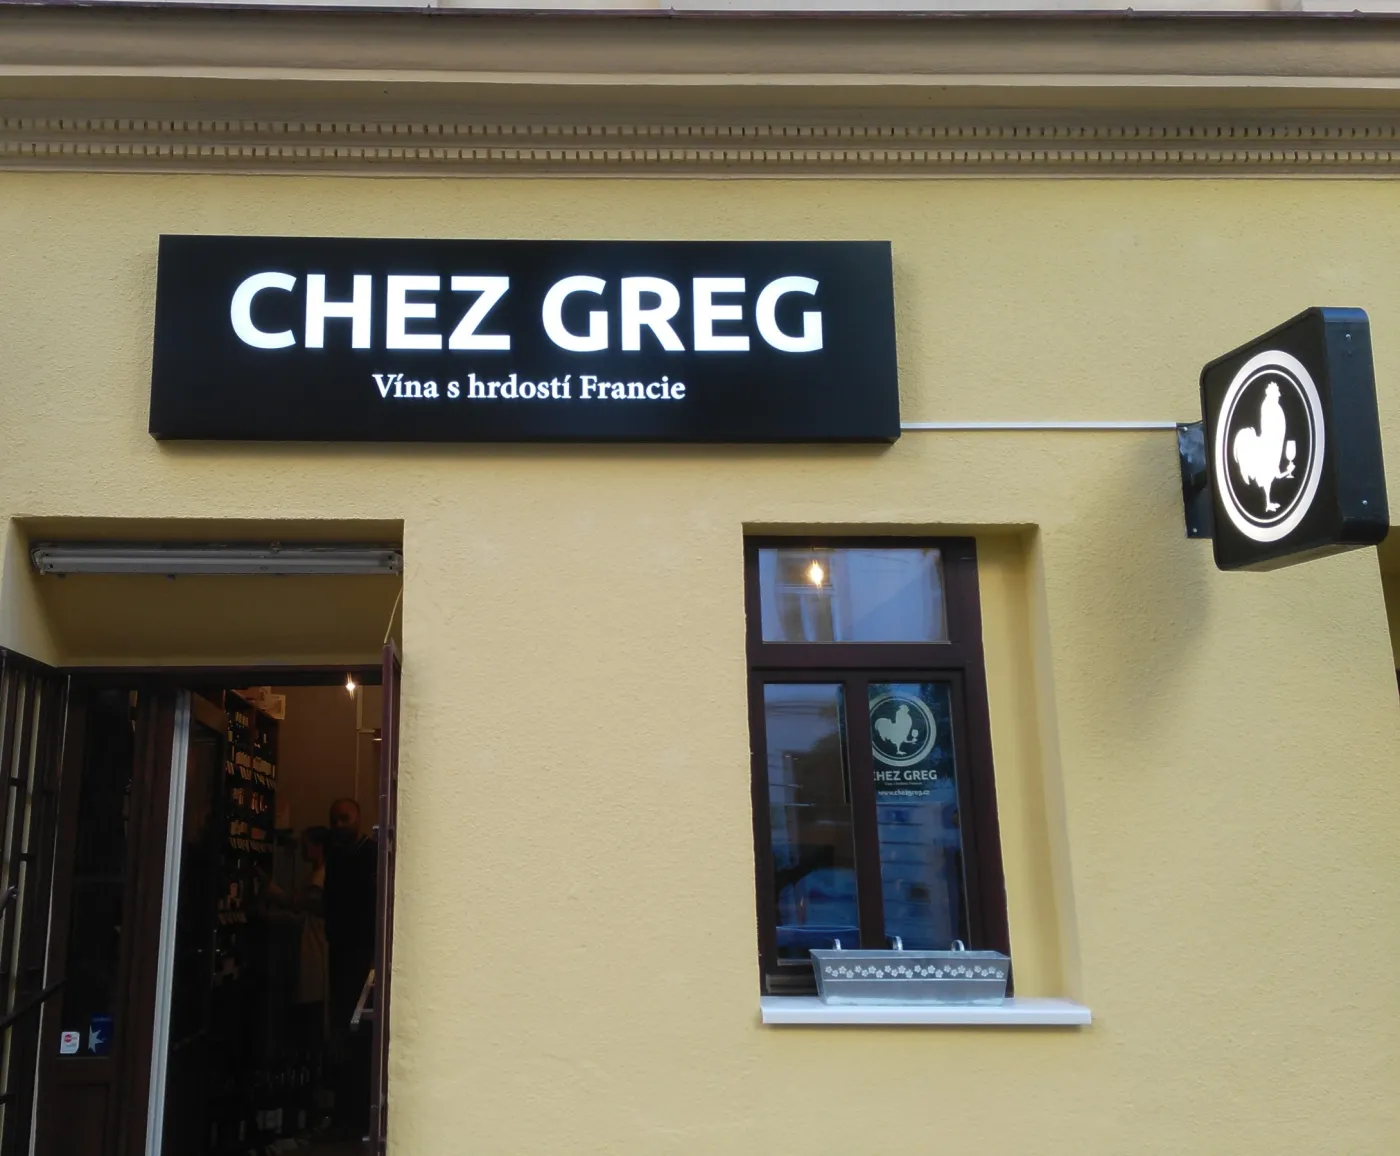 CHEZ GREG
Vína s hrdostí Francie
CHEZ GREG
www.chezgreg.cz